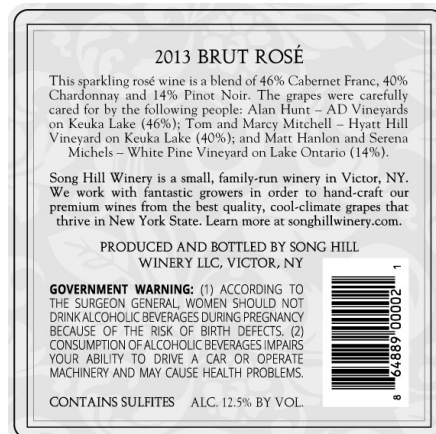 2013 BRUT ROSÉ
This sparkling rosé wine is a blend of 46% Cabernet Franc, 40%
Chardonnay and 14% Pinot Noir. The grapes were carefully
cared for by the following people: Alan Hunt – AD Vineyards
on Keuka Lake (46%); Tom and Marcy Mitchell – Hyatt Hill
Vineyard on Keuka Lake (40%); and Matt Hanlon and Serena
Michels – White Pine Vineyard on Lake Ontario (14%).
Song Hill Winery is a small, family-run winery in Victor, NY.
We work with fantastic growers in order to hand-craft our
premium wines from the best quality, cool-climate grapes that
thrive in New York State. Learn more at songhillwinery.com.
PRODUCED AND BOTTLED BY SONG HILL
WINERY LLC, VICTOR, NY
GOVERNMENT WARNING: (1) ACCORDING TO
THE SURGEON GENERAL, WOMEN SHOULD NOT
DRINK ALCOHOLIC BEVERAGES DURING PREGNANCY
BECAUSE OF THE RISK OF BIRTH DEFECTS. (2)
CONSUMPTION OF ALCOHOLIC BEVERAGES IMPAIRS
YOUR ABILITY TO DRIVE A CAR OR OPERATE
MACHINERY AND MAY CAUSE HEALTH PROBLEMS.
CONTAINS SULFITES ALC. 12.5% BY VOL.
8 64889 00002 1